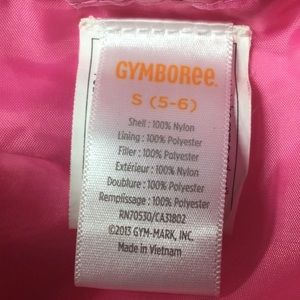 GYMBOREE
S (5-6)
Shell : 100% Nylon
Lining : 100% Polyester
Filler : 100% Polyester
Extérieur : 100% Nylon
Doublure : 100% Polyester
Remplissage : 100% Polyester
RN70530/CA31802
©2013 GYM-MARK, INC.
Made in Vietnam